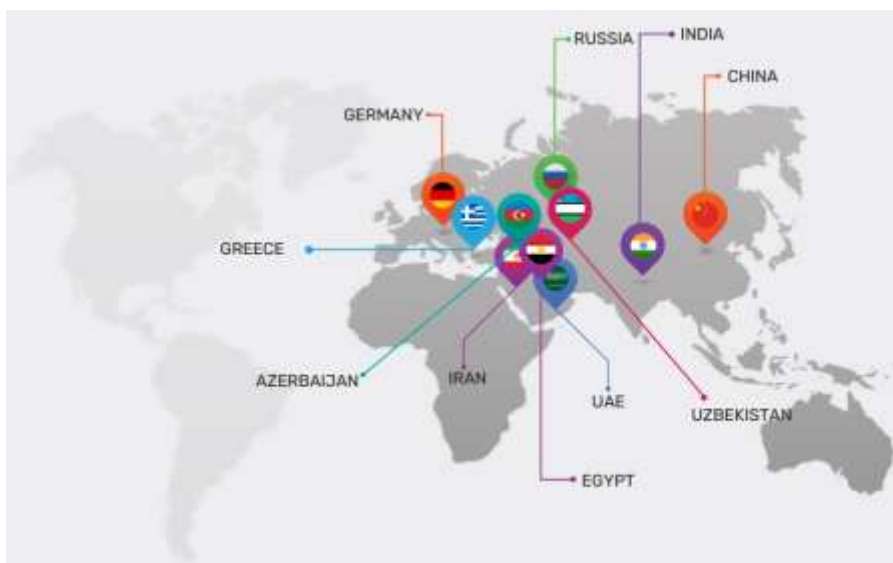 RUSSIA
INDIA
CHINA
GERMANY
GREECE
AZERBAIJAN
IRAN
UAE
UZBEKISTAN
EGYPT